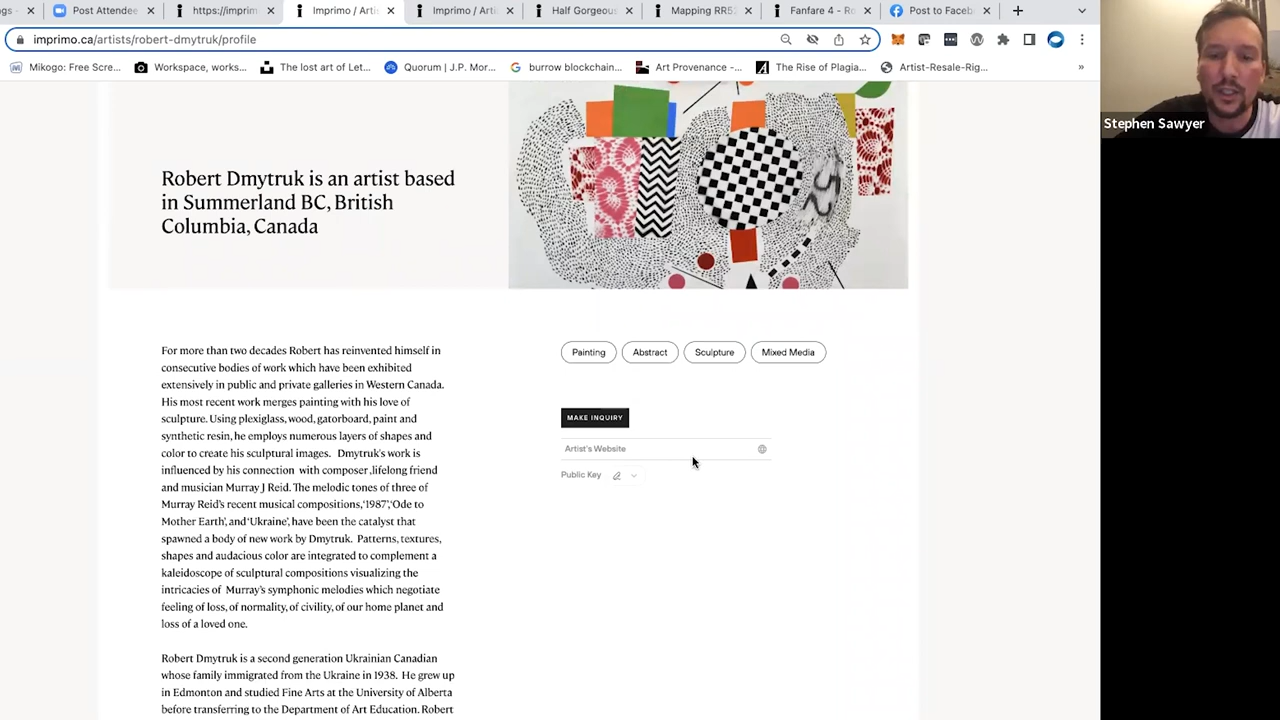 gs -
Post Attendee
https://imprim
Imprimo / Arti
Imprimo / Arti
Half Gorgeous
Mapping RR52
Fanfare 4 - Ro
Post to Faceb
imprimo.ca/artists/robert-dmytruk/profile
Mikogo: Free Scre...
Workspace, works...
The lost art of Let...
Quorum | J.P. Mor...
burrow blockchain...
Art Provenance -...
The Rise of Plagia...
Artist-Resale-Rig...
»
Stephen Sawyer
Robert Dmytruk is an artist based
in Summerland BC, British
Columbia, Canada
For more than two decades Robert has reinvented himself in
consecutive bodies of work which have been exhibited
extensively in public and private galleries in Western Canada.
His most recent work merges painting with his love of
sculpture. Using plexiglass, wood, gatorboard, paint and
synthetic resin, he employs numerous layers of shapes and
color to create his sculptural images. Dmytruk's work is
influenced by his connection with composer ,lifelong friend
and musician Murray J Reid. The melodic tones of three of
Murray Reid's recent musical compositions, '1987','Ode to
Mother Earth', and 'Ukraine', have been the catalyst that
spawned a body of new work by Dmytruk. Patterns, textures,
shapes and audacious color are integrated to complement a
kaleidoscope of sculptural compositions visualizing the
intricacies of Murray's symphonic melodies which negotiate
feeling of loss, of normality, of civility, of our home planet and
loss of a loved one.
Robert Dmytruk is a second generation Ukrainian Canadian
whose family immigrated from the Ukraine in 1938. He grew up
in Edmonton and studied Fine Arts at the University of Alberta
before transferring to the Department of Art Education. Robert
Painting
Abstract
Sculpture
Mixed Media
MAKE INQUIRY
Artist's Website
Public Key